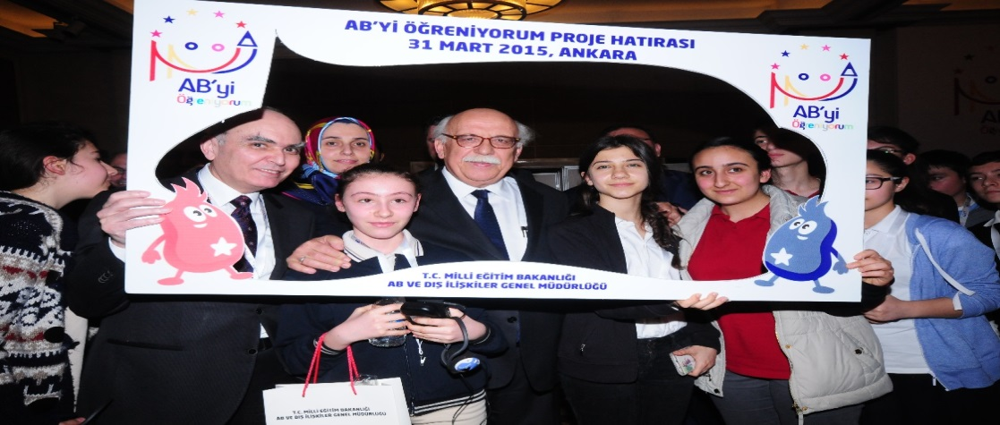 AB'Yİ ÖĞRENİYORUM PROJE HATIRASI
31 MART 2015, ANKARA
AB'yi
Öğreniyorum
AB'yi
Öğreniyorum
T.C. MİLLİ EĞİTİM BAKANLIĞI
AB VE DIŞ İLİŞKİLER GENEL MÜDÜRLÜĞÜ
T.C. MİLLİ EĞİTİM BAKANLIĞI
AB VE DIŞ İLİŞKİLER GENEL MÜDÜRLÜĞÜ